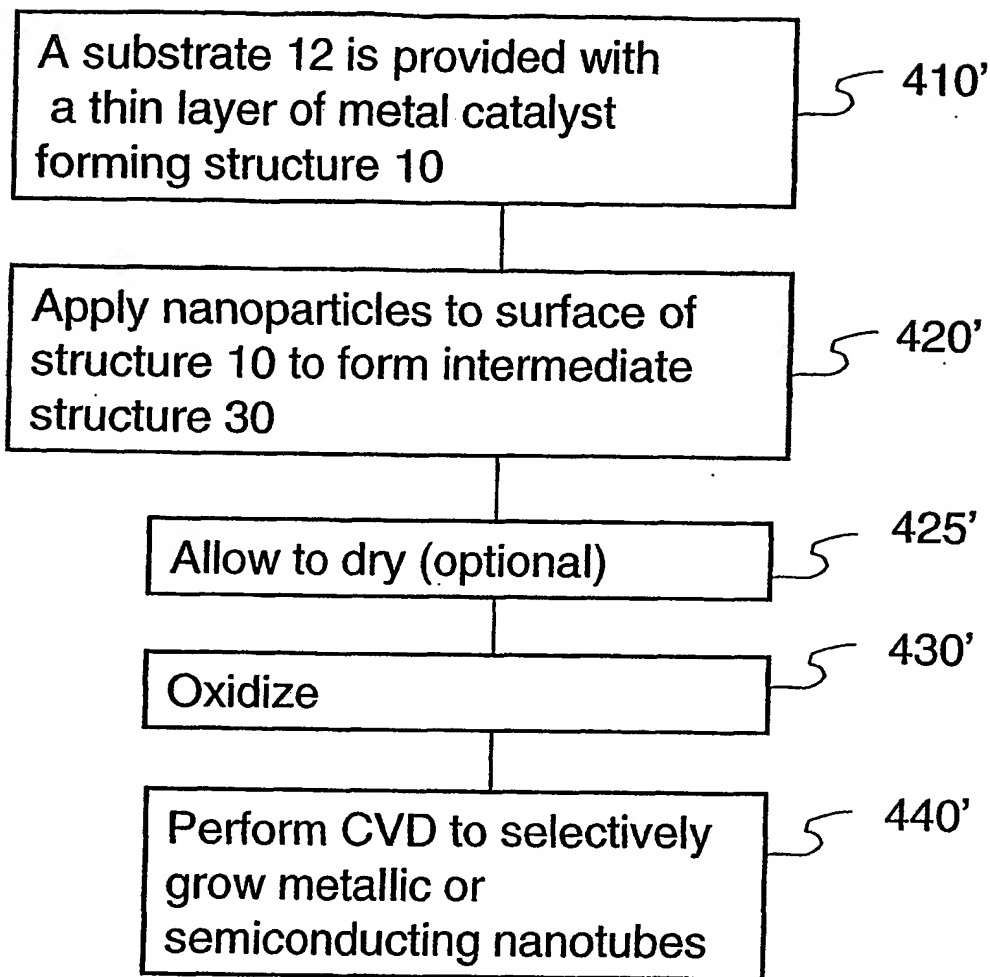 A substrate 12 is provided with
a thin layer of metal catalyst
forming structure 10
410'
Apply nanoparticles to surface of
structure 10 to form intermediate
structure 30
420'
Allow to dry (optional)
425'
Oxidize
430'
Perform CVD to selectively
grow metallic or
semiconducting nanotubes
440'